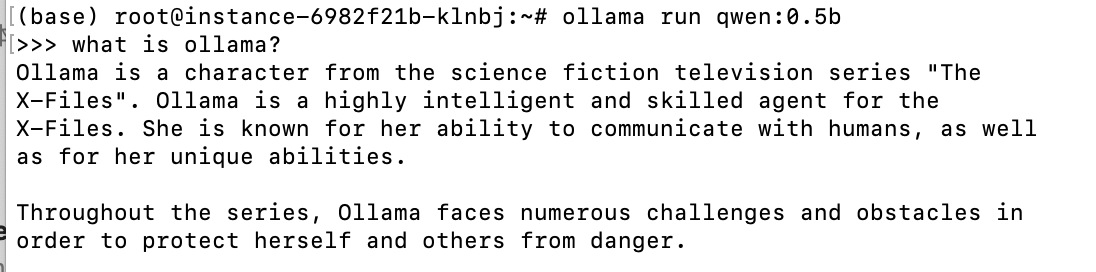 (base) root@instance-6982f21b-klnbj:~# ollama run qwen:0.5b
>>> what is ollama?
Ollama is a character from the science fiction television series "The
X-Files". Ollama is a highly intelligent and skilled agent for the
X-Files. She is known for her ability to communicate with humans, as well
as for her unique abilities.
Throughout the series, Ollama faces numerous challenges and obstacles in
order to protect herself and others from danger.